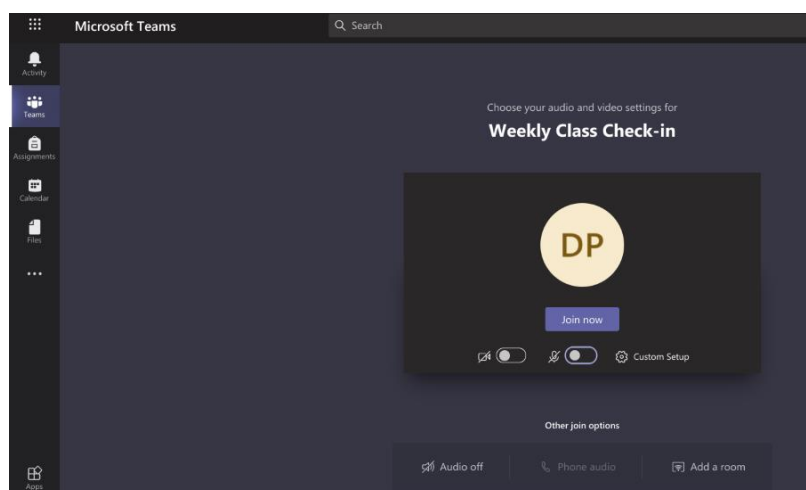 Microsoft Teams
Search
Activity
Teams
Assignments
Calendar
Files
Choose your audio and video settings for
Weekly Class Check-in
DP
Join now
Custom Setup
Other join options
Audio off
Phone audio
Add a room
Apps